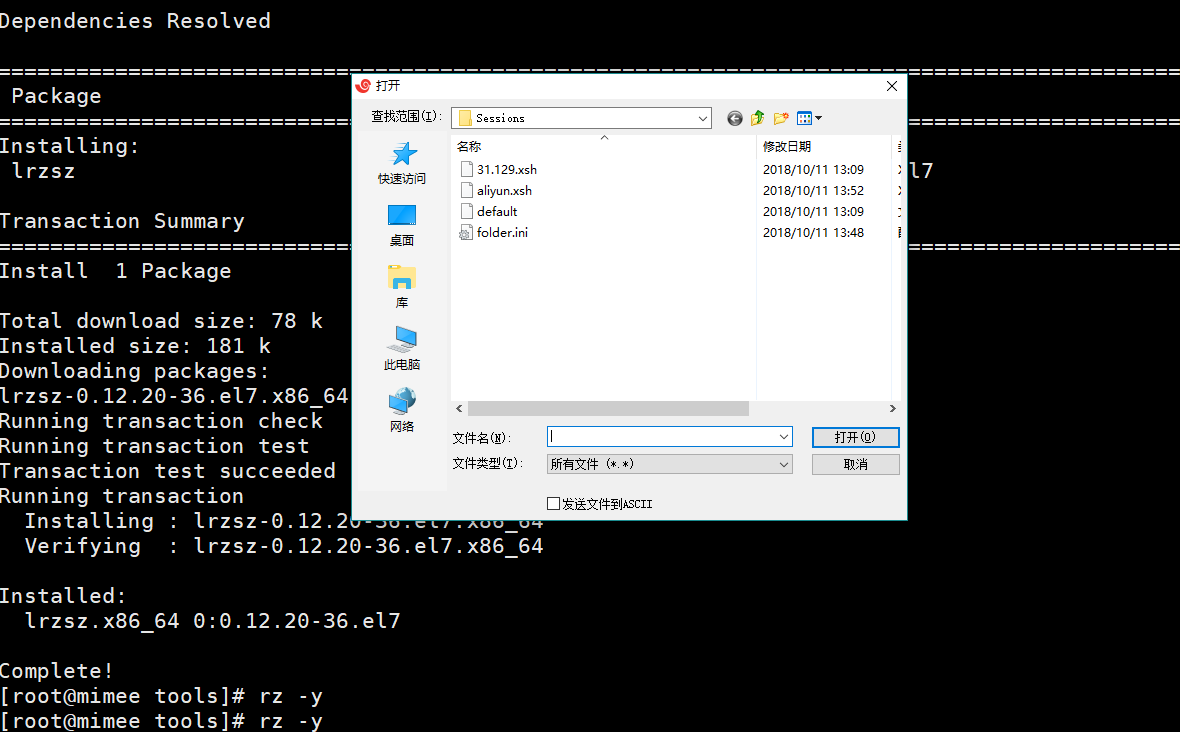 Dependencies Resolved
================================================================
Package
================================================================
Installing:
lrzsz
el7
Transaction Summary
================================================================
Install  1 Package
Total download size: 78 k
Installed size: 181 k
Downloading packages:
lrzsz-0.12.20-36.el7.x86_64
Running transaction check
Running transaction test
Transaction test succeeded
Running transaction
Installing : lrzsz-0.12.20-36.el7.x86_64
Verifying  : lrzsz-0.12.20-36.el7.x86_64
Installed:
lrzsz.x86_64 0:0.12.20-36.el7
Complete!
[root@mimee tools]# rz -y
[root@mimee tools]# rz -y
打开
查找范围(I):
Sessions
快速访问
桌面
库
此电脑
网络
名称 修改日期
31.129.xsh 2018/10/11 13:09
aliyun.xsh 2018/10/11 13:52
default 2018/10/11 13:09
folder.ini 2018/10/11 13:48
文件名(N):
打开(O)
文件类型(T): 所有文件 (*.*)
取消
发送文件到ASCII